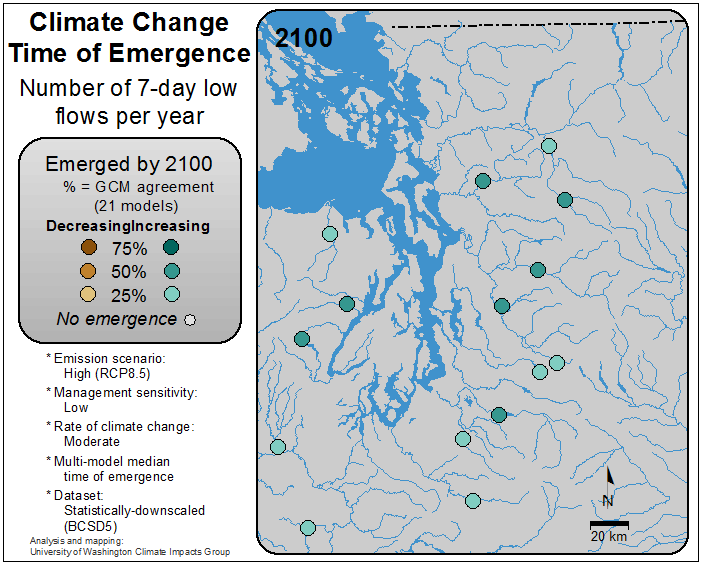 Climate Change
Time of Emergence
Number of 7-day low
flows per year
Emerged by 2100
% = GCM agreement
(21 models)
DecreasingIncreasing
75%
50%
25%
No emergence
* Emission scenario:
High (RCP8.5)
* Management sensitivity:
Low
* Rate of climate change:
Moderate
* Multi-model median
time of emergence
* Dataset:
Statistically-downscaled
(BCSD5)
Analysis and mapping:
University of Washington Climate Impacts Group
2100
N
20 km